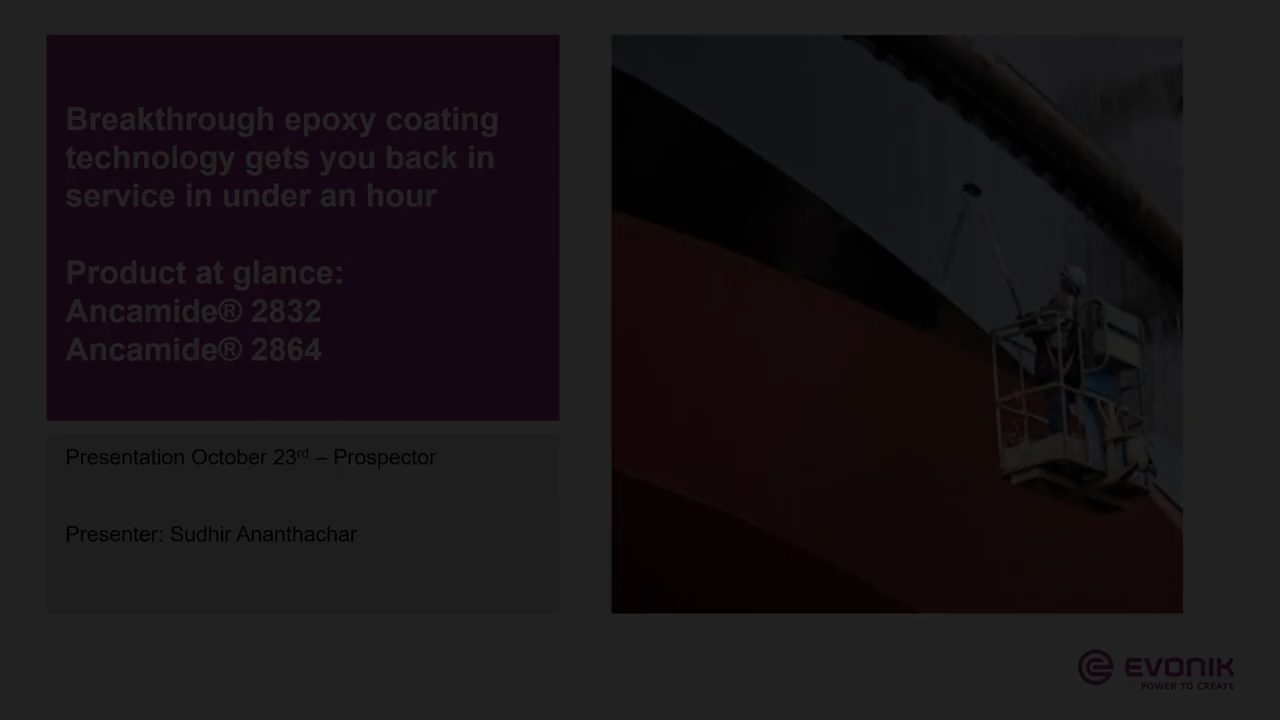 Breakthrough epoxy coating
technology gets you back in
service in under an hour
Product at glance:
Ancamide® 2832
Ancamide® 2864
Presentation October 23rd – Prospector
Presenter: Sudhir Ananthachar
EVONIK
POWER TO CREATE